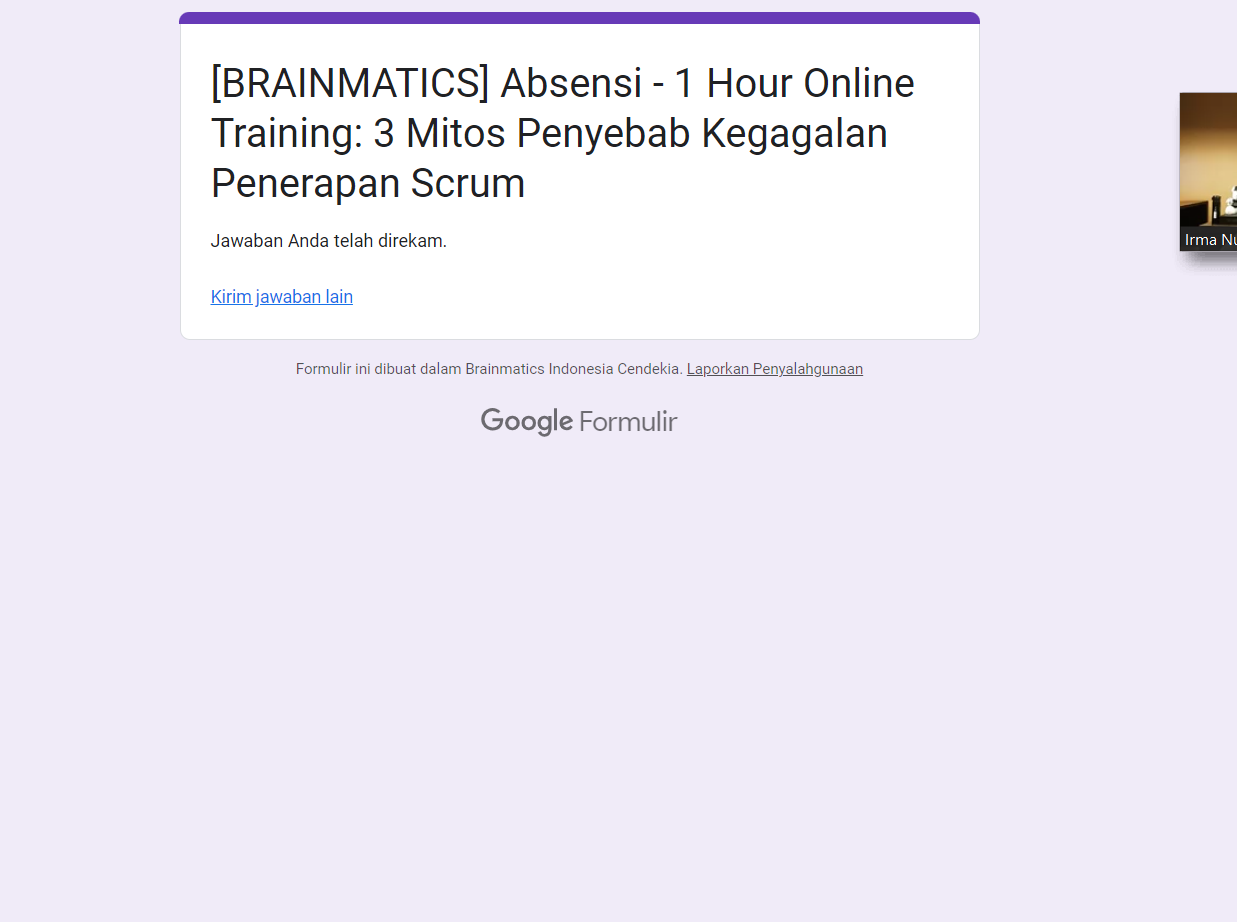 [BRAINMATICS] Absensi - 1 Hour Online
Training: 3 Mitos Penyebab Kegagalan
Penerapan Scrum
Jawaban Anda telah direkam.
Kirim jawaban lain
Irma
Formulir ini dibuat dalam Brainmatics Indonesia Cendekia. Laporkan Penyalahgunaan
Google Formulir